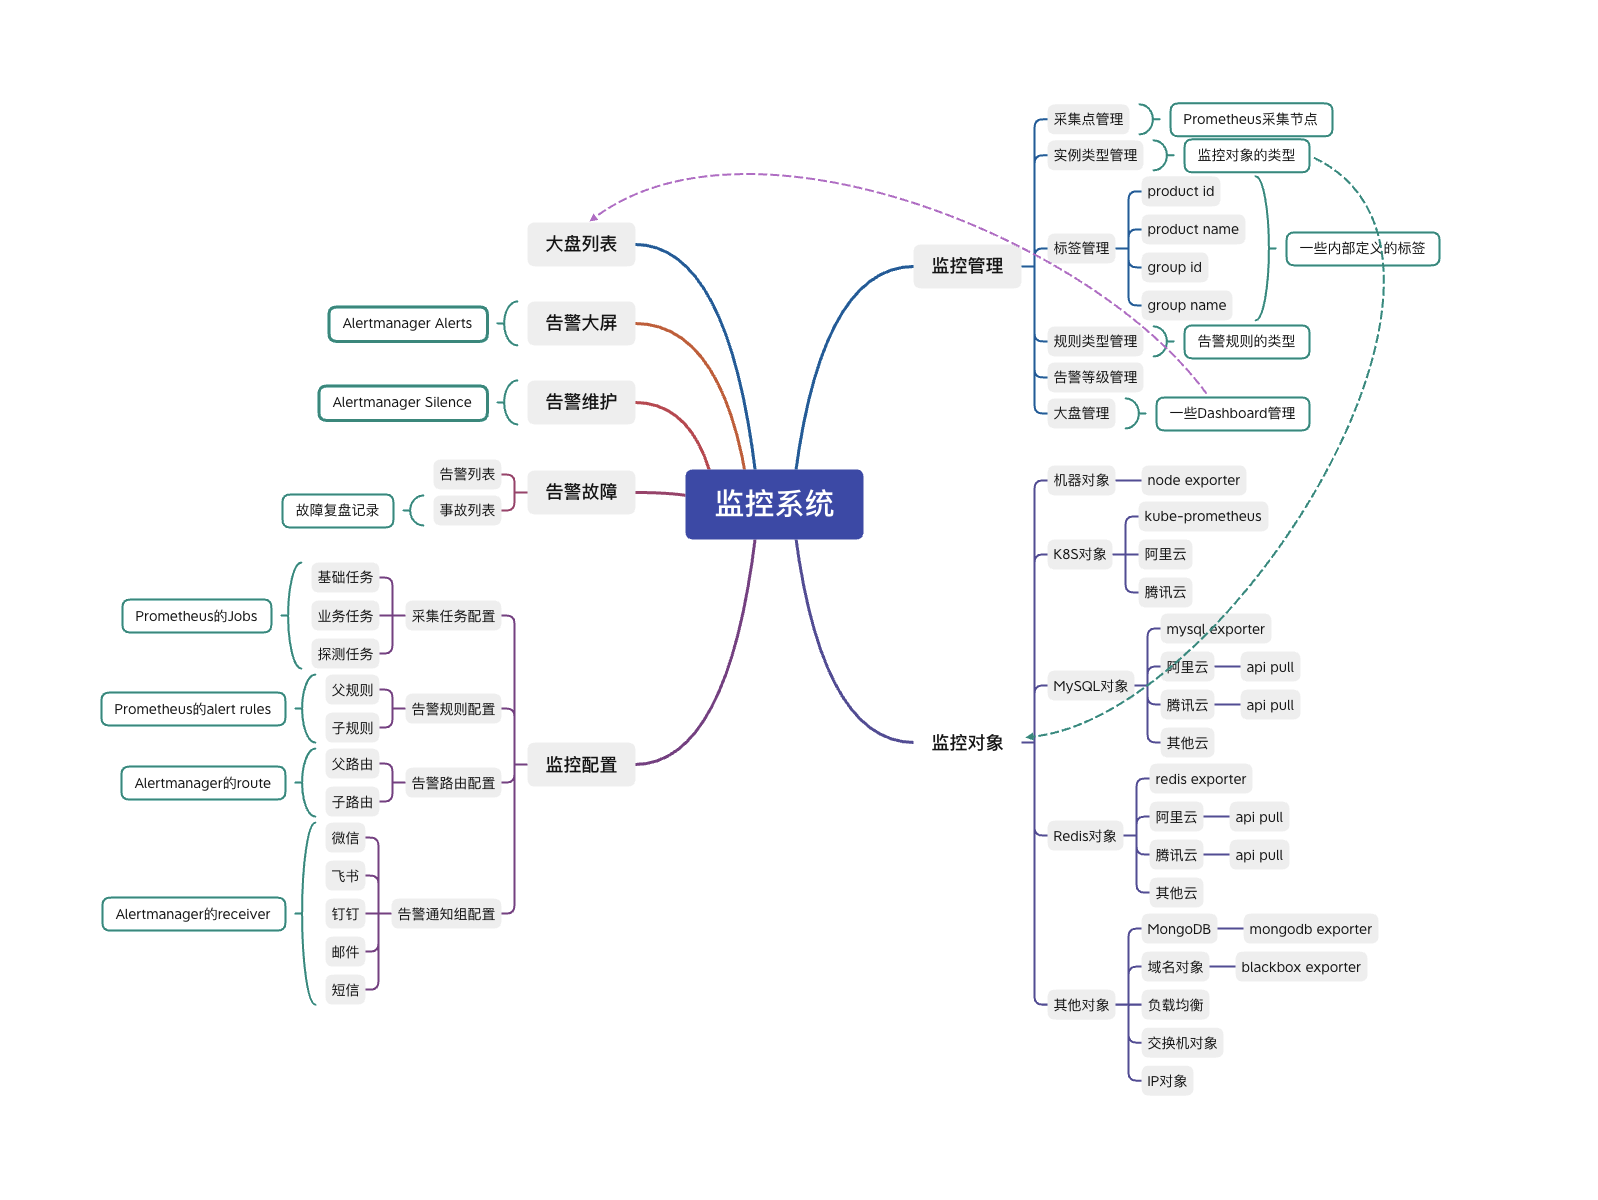 监控系统
监控管理
采集点管理
Prometheus采集节点
实例类型管理
监控对象的类型
标签管理
product id
product name
group id
group name
一些内部定义的标签
规则类型管理
告警规则的类型
告警等级管理
大盘管理
一些Dashboard管理
监控对象
机器对象
node exporter
K8S对象
kube-prometheus
阿里云
腾讯云
MySQL对象
mysql exporter
阿里云
api pull
腾讯云
api pull
其他云
Redis对象
redis exporter
阿里云
api pull
腾讯云
api pull
其他云
其他对象
MongoDB
mongodb exporter
域名对象
blackbox exporter
负载均衡
交换机对象
IP对象
大盘列表
告警大屏
Alertmanager Alerts
告警维护
Alertmanager Silence
告警故障
告警列表
事故列表
故障复盘记录
监控配置
采集任务配置
基础任务
业务任务
探测任务
Prometheus的Jobs
告警规则配置
父规则
子规则
Prometheus的alert rules
告警路由配置
父路由
子路由
Alertmanager的route
告警通知组配置
微信
飞书
钉钉
邮件
短信
Alertmanager的receiver